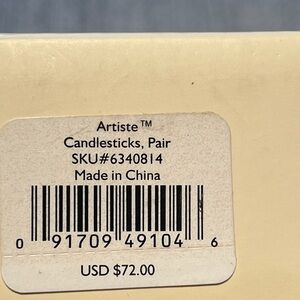 Artiste™
Candlesticks, Pair
SKU#6340814
Made in China
0 91709 49104 6
USD $72.00